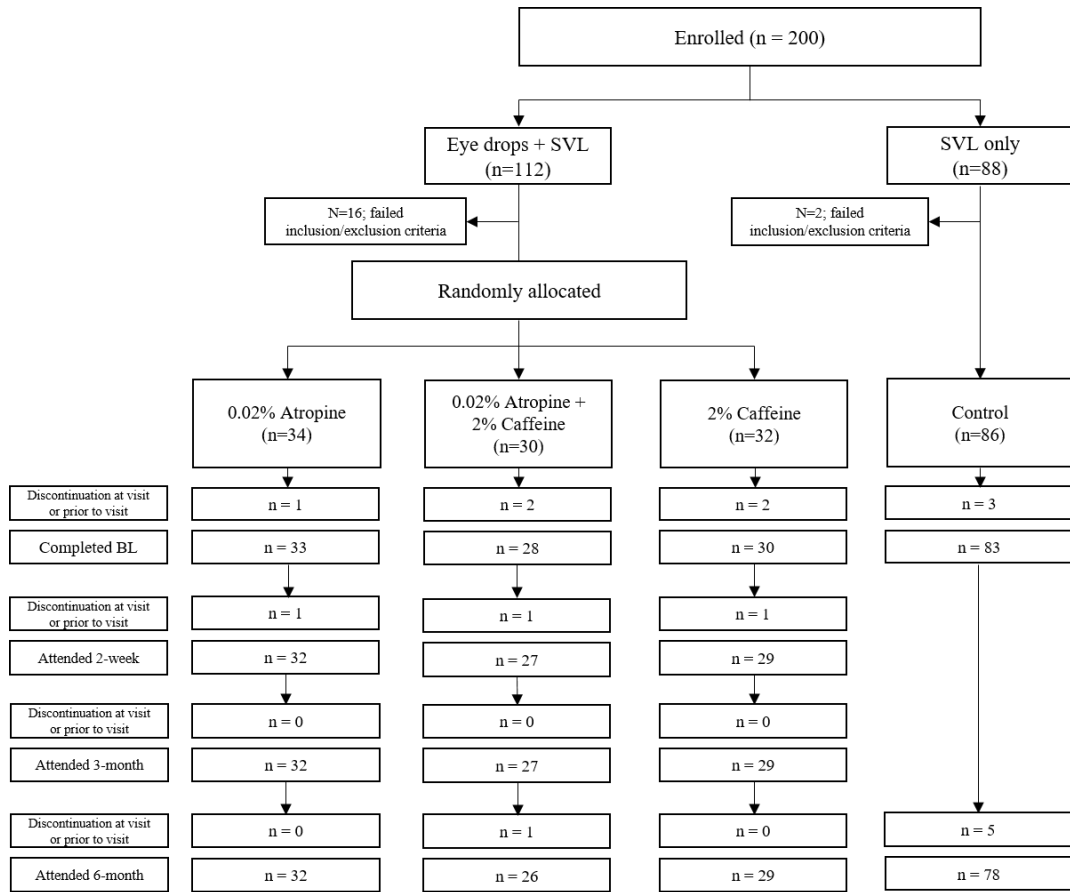 Enrolled (n = 200)
Eye drops + SVL
(n=112)
SVL only
(n=88)
N=16; failed
inclusion/exclusion criteria
N=2; failed
inclusion/exclusion criteria
Randomly allocated
0.02% Atropine
(n=34)
0.02% Atropine +
2% Caffeine
(n=30)
2% Caffeine
(n=32)
Control
(n=86)
Discontinuation at visit
or prior to visit
n = 1
n = 2
n = 2
n = 3
Completed BL
n = 33
n = 28
n = 30
n = 83
Discontinuation at visit
or prior to visit
n = 1
n = 1
n = 1
Attended 2-week
n = 32
n = 27
n = 29
Discontinuation at visit
or prior to visit
n = 0
n = 0
n = 0
Attended 3-month
n = 32
n = 27
n = 29
Discontinuation at visit
or prior to visit
n = 0
n = 1
n = 0
n = 5
Attended 6-month
n = 32
n = 26
n = 29
n = 78